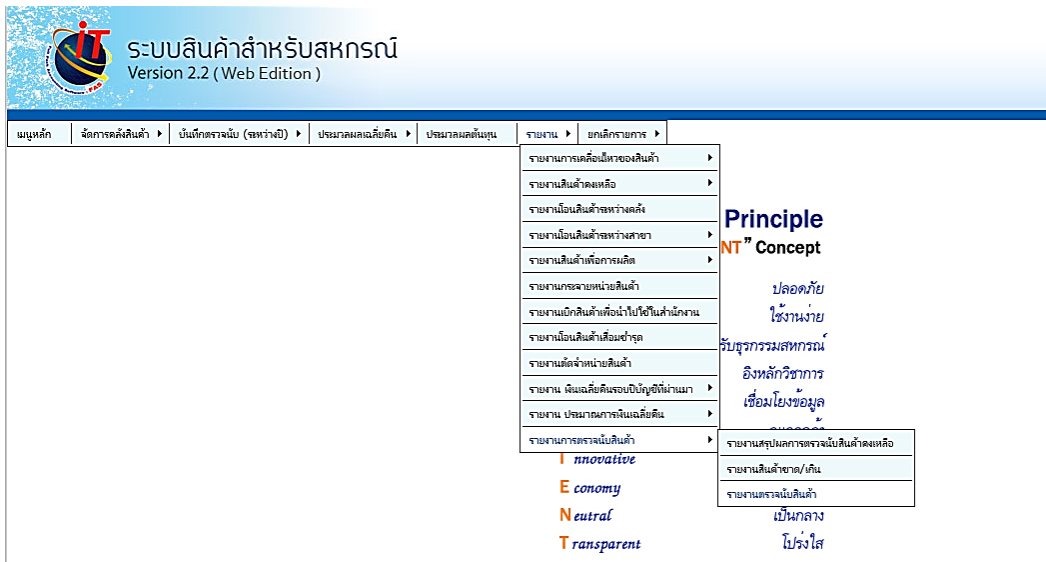 iT
FAS
ระบบสินค้าสำหรับสหกรณ์
Version 2.2 ( Web Edition )
เมนูหลัก จัดการคลังสินค้า บันทึกตรวจนับ (ระหว่างปี) ประมวลผลเฉลี่ยคืน ประมวลผลต้นทุน รายงาน ยกเลิกรายการ
รายงานการเคลื่อนไหวของสินค้า
รายงานสินค้าคงเหลือ
รายงานโอนสินค้าระหว่างคลัง
รายงานโอนสินค้าระหว่างสาขา
รายงานสินค้าเพื่อการผลิต
รายงานกระจายหน่วยสินค้า
รายงานเบิกสินค้าเพื่อนำไปใช้ในสำนักงาน
รายงานโอนสินค้าเสื่อมชำรุด
รายงานตัดจำหน่ายสินค้า
รายงาน เงินเฉลี่ยคืนรอบปีบัญชีที่ผ่านมา
รายงาน ประมาณการเงินเฉลี่ยคืน
รายงานการตรวจนับสินค้า
รายงานสรุปผลการตรวจนับสินค้าคงเหลือ
รายงานสินค้าขาด/เกิน
รายงานตรวจนับสินค้า
Principle
NT" Concept
ปลอดภัย
ใช้งานง่าย
รับธุรกรรมสหกรณ์
อิงหลักวิชาการ
เชื่อมโยงข้อมูล
I nnovative
E conomy
N eutral เป็นกลาง
T ransparent โปร่งใส